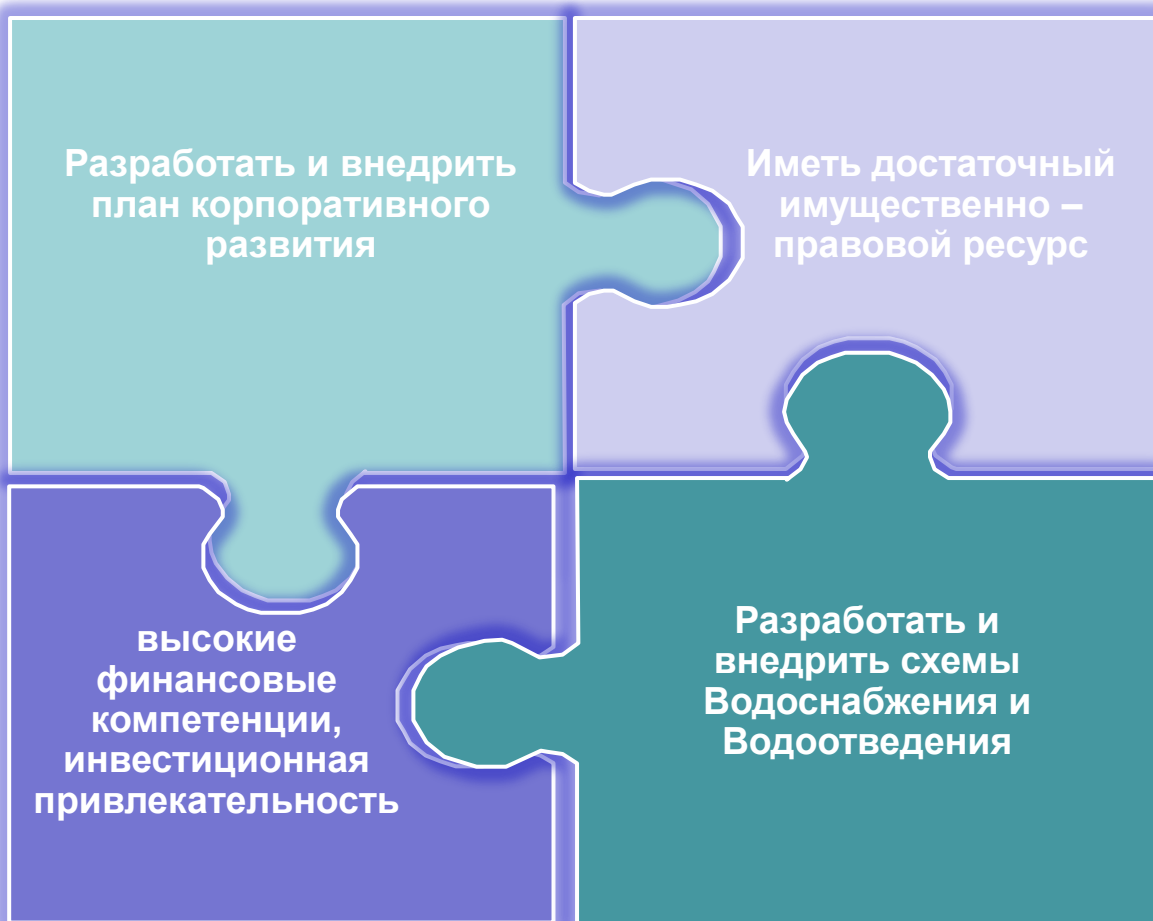 Разработать и внедрить
план корпоративного
развития
Иметь достаточный
имущественно –
правовой ресурс
высокие
финансовые
компетенции,
инвестиционная
привлекательность
Разработать и
внедрить схемы
Водоснабжения и
Водоотведения